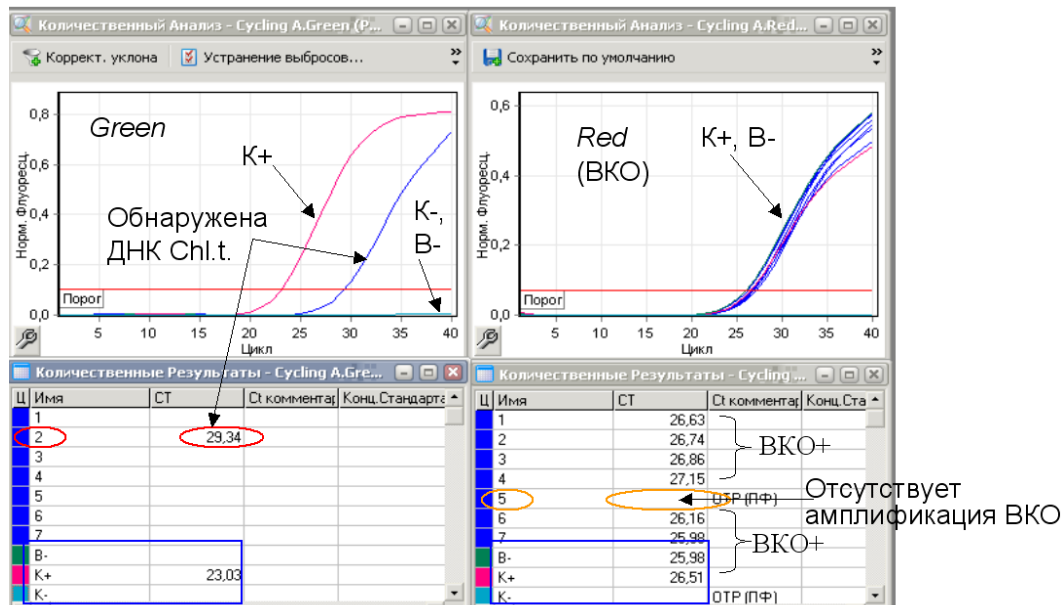 Количественный Анализ - Cycling A.Green (P...
Коррект. уклона
Устранение выбросов...
Норм. Флуоресц.
0,8
0,6
0,4
0,2
0,0
Green
К+
Обнаружена
ДНК Chl.t.
К-,
В-
Порог
5 10 15 20 25 30 35 40
Цикл
Количественный Анализ - Cycling A.Red...
Сохранить по умолчанию
Норм. Флуоресц.
0,6
0,4
0,2
0,0
Red
(ВКО)
К+, В-
Порог
5 10 15 20 25 30 35 40
Цикл
Количественные Результаты - Cycling A.Gre...
Ц Имя CT Ct комментар Конц.Стандарта
1
2 29,34
3
4
5
6
7
В-
К+ 23,03
К-
Количественные Результаты - Cycling ...
Ц Имя CT Ct комментар Конц.Ста
1 26,63
2 26,74
3 26,86
4 27,15
5 ОТР (ПФ)
6 26,16
7 25,98
В- 25,98
К+ 26,51
К- ОТР (ПФ)
ВКО+
Отсутствует
амплификация ВКО
ВКО+